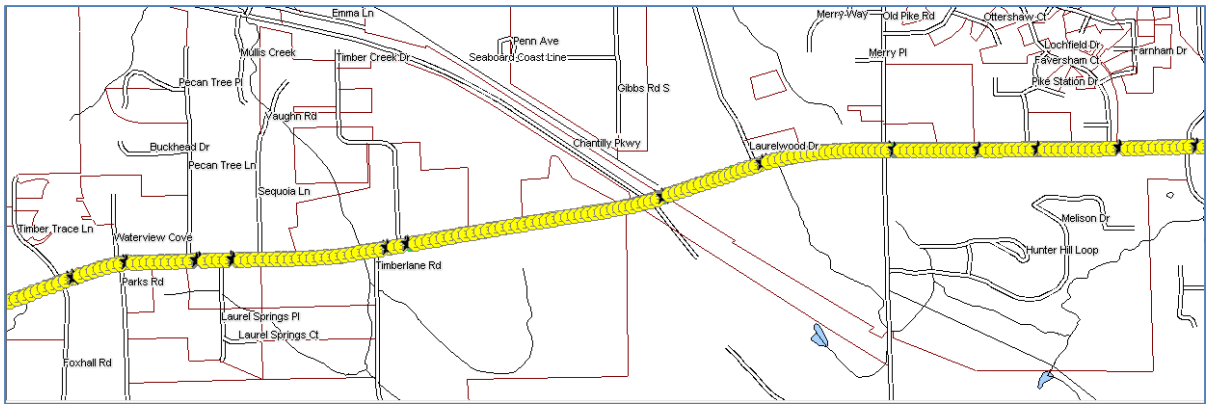 Emma Ln
Merry Way
Old Pike Rd
Ottershaw Ct
Penn Ave
Lochfield Dr
Mullis Creek
Timber Creek Dr
Seaboard Coast Line
Merry Pl
Farnham Dr
Faversham Ct
Pecan Tree Pl
Gibbs Rd S
Pike Station Dr
Vaughn Rd
Buckhead Dr
Chantilly Pkwy
Laurelwood Dr
Pecan Tree Ln
Sequoia Ln
Melison Dr
Timber Trace Ln
Waterview Cove
Hunter Hill Loop
Timberlane Rd
Parks Rd
Laurel Springs Pl
Laurel Springs Ct
Foxhall Rd